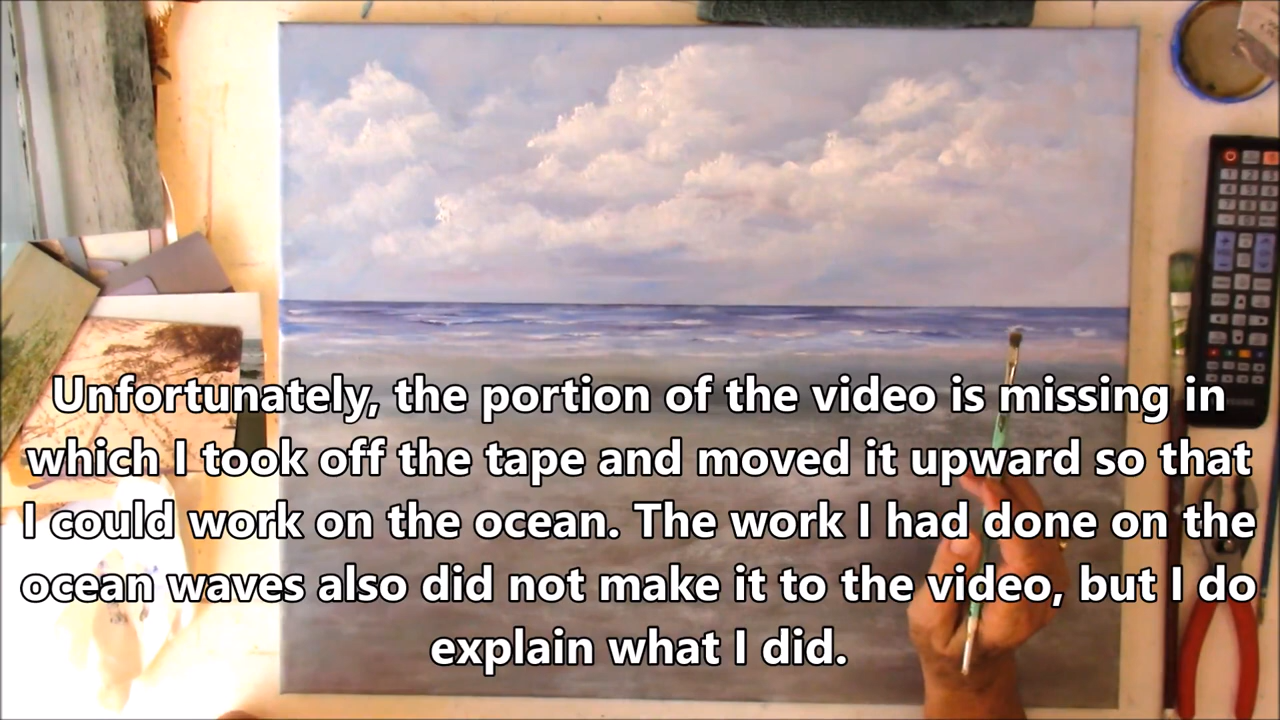 Unfortunately, the portion of the video is missing in
which I took off the tape and moved it upward so that
I could work on the ocean. The work I had done on the
ocean waves also did not make it to the video, but I do
explain what I did.